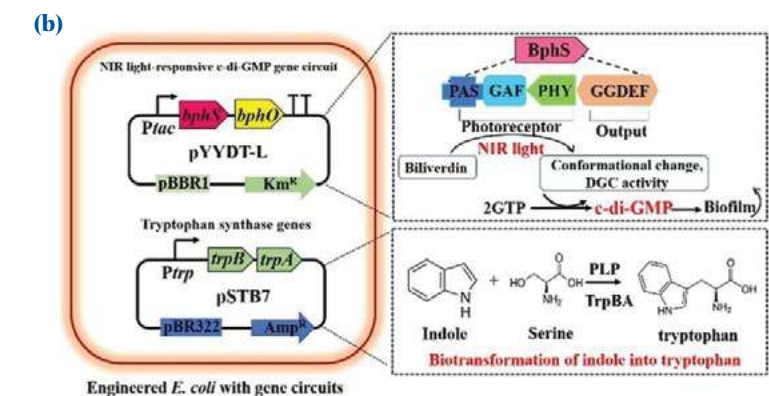 (b)
NIR light-responsive c-di-GMP gene circuit
Ptac
bphS
bphO
pYYDT-L
pBBR1
Km^R
Tryptophan synthase genes
Ptrp
trpB
trpA
pSTB7
pBR322
Amp^R
Engineered E. coli with gene circuits
BphS
PAS
GAF
PHY
GGDEF
Photoreceptor
Output
NIR light
Biliverdin
Conformational change,
DGC activity
2GTP
c-di-GMP
Biofilm
N
H
Indole
+
HO
O
OH
NH₂
Serine
PLP
TrpBA
O
OH
NH₂
HN
tryptophan
Biotransformation of indole into tryptophan